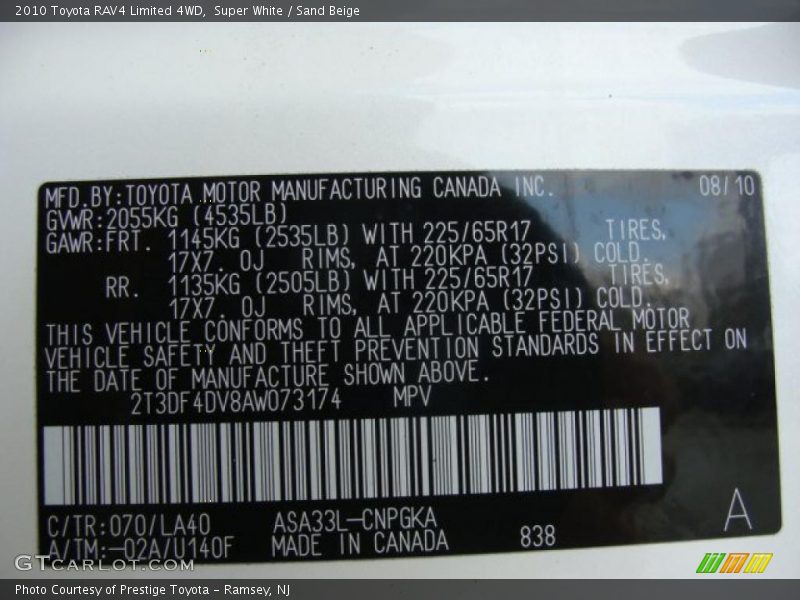 2010 Toyota RAV4 Limited 4WD,  Super White / Sand Beige
MFD.BY:TOYOTA MOTOR MANUFACTURING CANADA INC. 08/10
GVWR:2055KG (4535LB)
GAWR:FRT. 1145KG (2535LB) WITH 225/65R17 TIRES,
17X7.0J RIMS, AT 220KPA (32PSI) COLD.
RR. 1135KG (2505LB) WITH 225/65R17 TIRES,
17X7.0J RIMS, AT 220KPA (32PSI) COLD.
THIS VEHICLE CONFORMS TO ALL APPLICABLE FEDERAL MOTOR
VEHICLE SAFETY AND THEFT PREVENTION STANDARDS IN EFFECT ON
THE DATE OF MANUFACTURE SHOWN ABOVE.
2T3DF4DV8AW073174 MPV
C/TR:070/LA40 ASA33L-CNPGKA
A/TM:-02A/U140F MADE IN CANADA 838 A
GTCARLOT.COM
Photo Courtesy of Prestige Toyota - Ramsey, NJ